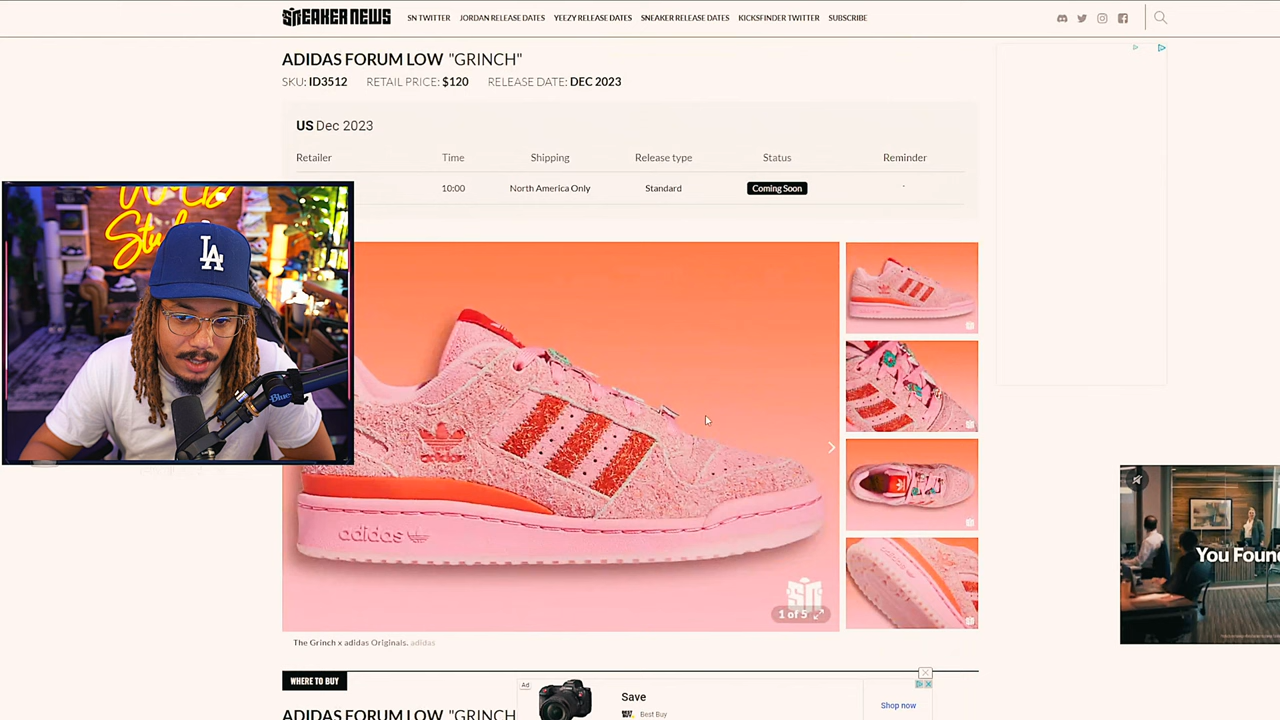 SNEAKER NEWS
SN TWITTER JORDAN RELEASE DATES YEEZY RELEASE DATES SNEAKER RELEASE DATES KICKSFINDER TWITTER SUBSCRIBE
ADIDAS FORUM LOW "GRINCH"
SKU: ID3512 RETAIL PRICE: $120 RELEASE DATE: DEC 2023
US Dec 2023
Retailer Time Shipping Release type Status Reminder
10:00 North America Only Standard Coming Soon
LA
adidas
sn
1 of 5
You Foun
The Grinch x adidas Originals. adidas
WHERE TO BUY
ADIDAS FORUM LOW "GRINCH
Ad
Save
Best Buy
Shop now
Blue